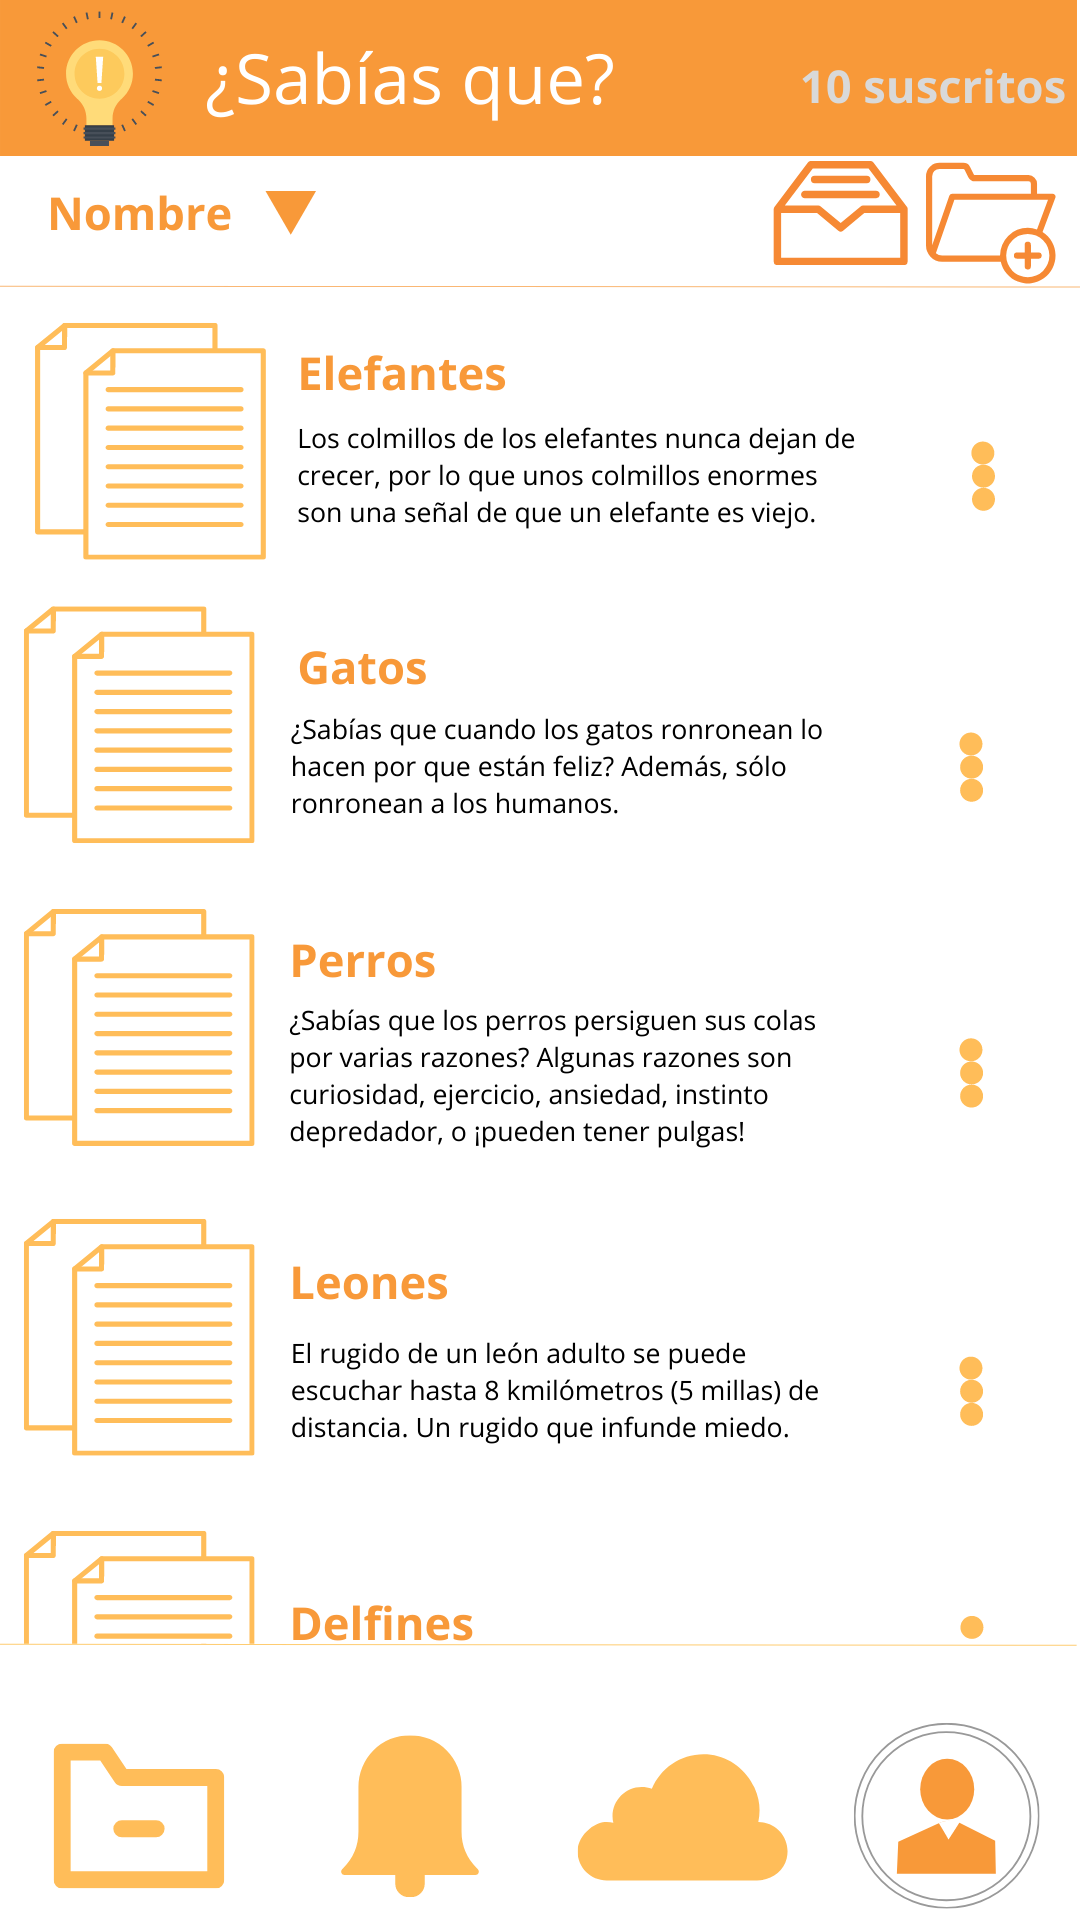 ¿Sabías que?
10 suscritos
Nombre
Elefantes
Los colmillos de los elefantes nunca dejan de
crecer, por lo que unos colmillos enormes
son una señal de que un elefante es viejo.
Gatos
¿Sabías que cuando los gatos ronronean lo
hacen por que están feliz? Además, sólo
ronronean a los humanos.
Perros
¿Sabías que los perros persiguen sus colas
por varias razones? Algunas razones son
curiosidad, ejercicio, ansiedad, instinto
depredador, o ¡pueden tener pulgas!
Leones
El rugido de un león adulto se puede
escuchar hasta 8 kmilómetros (5 millas) de
distancia. Un rugido que infunde miedo.
Delfines